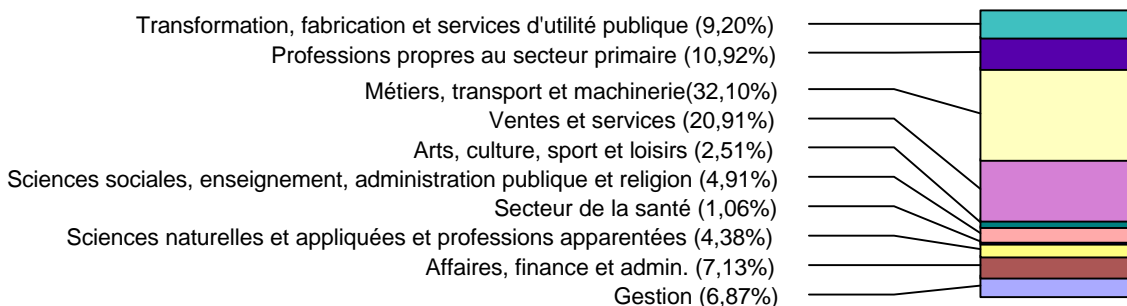 Transformation, fabrication et services d'utilité publique (9,20%)
Professions propres au secteur primaire (10,92%)
Métiers, transport et machinerie(32,10%)
Ventes et services (20,91%)
Arts, culture, sport et loisirs (2,51%)
Sciences sociales, enseignement, administration publique et religion (4,91%)
Secteur de la santé (1,06%)
Sciences naturelles et appliquées et professions apparentées (4,38%)
Affaires, finance et admin. (7,13%)
Gestion (6,87%)